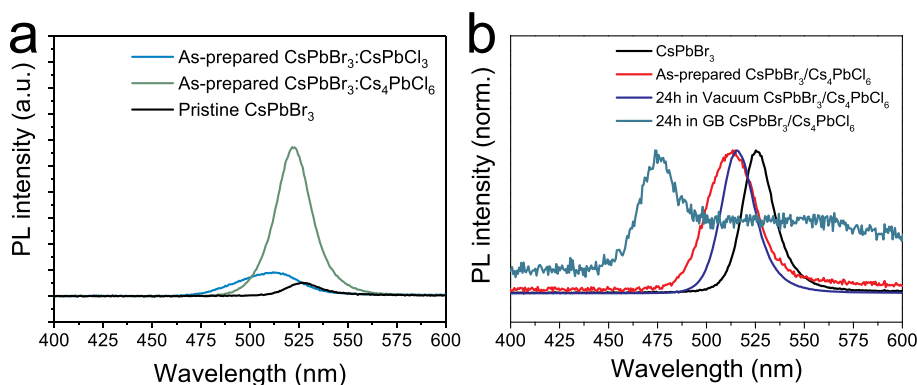 a
As-prepared CsPbBr3:CsPbCl3
As-prepared CsPbBr3:Cs4PbCl6
Pristine CsPbBr3
PL intensity (a.u.)
400 425 450 475 500 525 550 575 600
Wavelength (nm)
b
CsPbBr3
As-prepared CsPbBr3/Cs4PbCl6
24h in Vacuum CsPbBr3/Cs4PbCl6
24h in GB CsPbBr3/Cs4PbCl6
PL intensity (norm.)
400 425 450 475 500 525 550 575 600
Wavelength (nm)